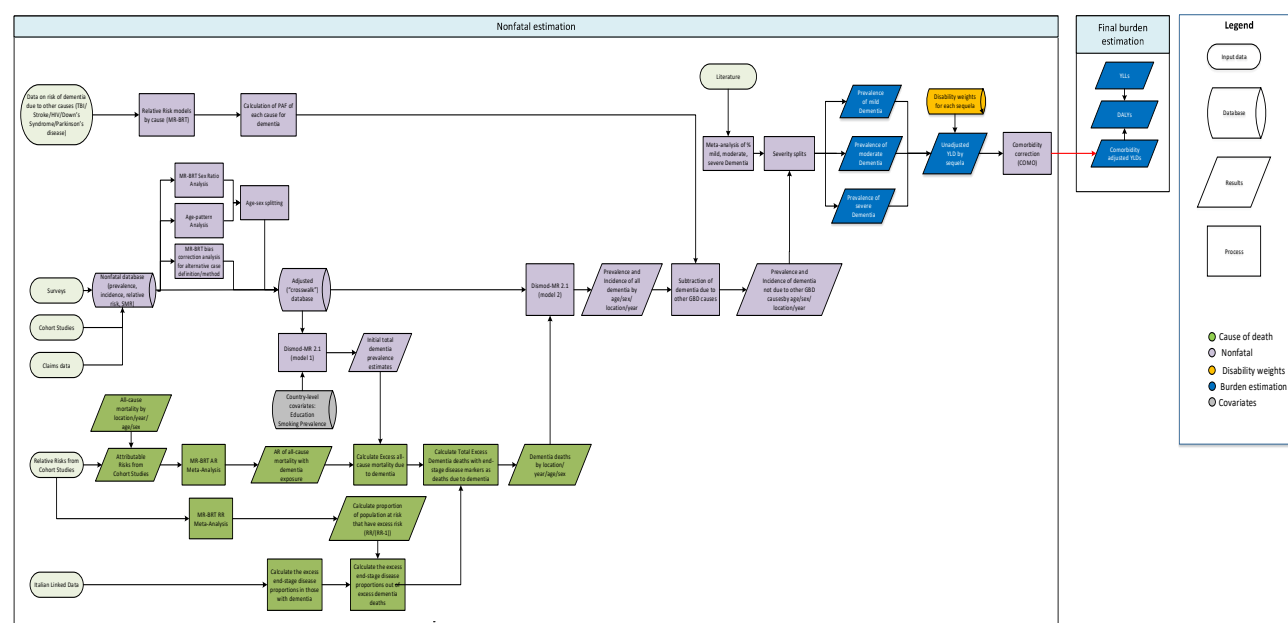 Nonfatal estimation
Final burden
estimation
Legend
Input data
Database
Results
Process
Cause of death
Nonfatal
Disability weights
Burden estimation
Covariates
Data on risk of dementia
due to other causes (TBI/
Stroke/HIV/Down's
Syndrome/Parkinson's
disease)
Relative Risk models
by cause (MR-BRT)
Calculation of PAF of
each cause for
dementia
MR-BRT Sex Ratio
Analysis
Age-pattern
Analysis
MR-BRT bias
correction analysis
for alternative case
definition/method
Age-sex splitting
Surveys
Cohort Studies
Claims data
Nonfatal database
(prevalence,
incidence, relative
risk, SMR)
Adjusted
("crosswalk")
database
Dismod-MR 2.1
(model 1)
Initial total
dementia
prevalence
estimates
Country-level
covariates:
Education
Smoking Prevalence
Dismod-MR 2.1
(model 2)
Prevalence and
Incidence of all
dementia by
age/sex/
location/year
Subtraction of
dementia due to
other GBD causes
Prevalence and
Incidence of dementia
not due to other GBD
causesby age/sex/
location/year
Literature
Meta-analysis of %
mild, moderate,
severe Dementia
Severity splits
Prevalence
of mild
Dementia
Prevalence of
moderate
Dementia
Prevalence of
severe
Dementia
Disability weights
for each sequela
Unadjusted
YLD by
sequela
Comorbidity
correction
(COMO)
YLLs
DALYs
Comorbidity
adjusted YLDs
All-cause
mortality by
location/year/
age/sex
Relative Risks from
Cohort Studies
Attributable
Risks from
Cohort Studies
MR-BRT AR
Meta-Analysis
AR of all-cause
mortality with
dementia
exposure
Calculate Excess all-
cause mortality due
to dementia
Calculate Total Excess
Dementia deaths with end-
stage disease markers as
deaths due to dementia
Dementia deaths
by location/
year/age/sex
MR-BRT RR
Meta-Analysis
Calculate proportion
of population at risk
that have excess risk
(RR/(RR-1))
Italian Linked Data
Calculate the excess
end-stage disease
proportions in those
with dementia
Calculate the excess
end-stage disease
proportions out of
excess dementia
deaths